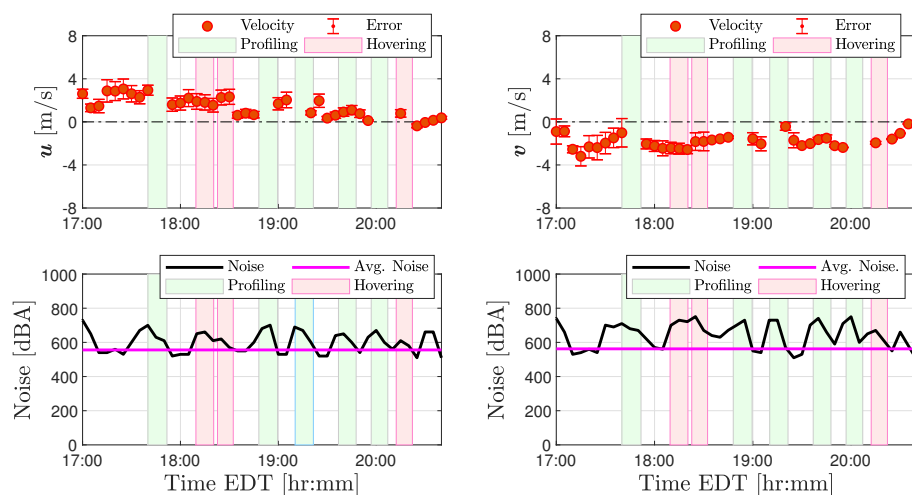 Velocity Error
Profiling Hovering
8
4
0
-4
-8
u [m/s]
17:00 18:00 19:00 20:00
Velocity Error
Profiling Hovering
8
4
0
-4
-8
v [m/s]
17:00 18:00 19:00 20:00
Noise Avg. Noise
Profiling Hovering
1000
800
600
400
200
0
Noise [dBA]
17:00 18:00 19:00 20:00
Time EDT [hr:mm]
Noise Avg. Noise.
Profiling Hovering
1000
800
600
400
200
0
Noise [dBA]
17:00 18:00 19:00 20:00
Time EDT [hr:mm]